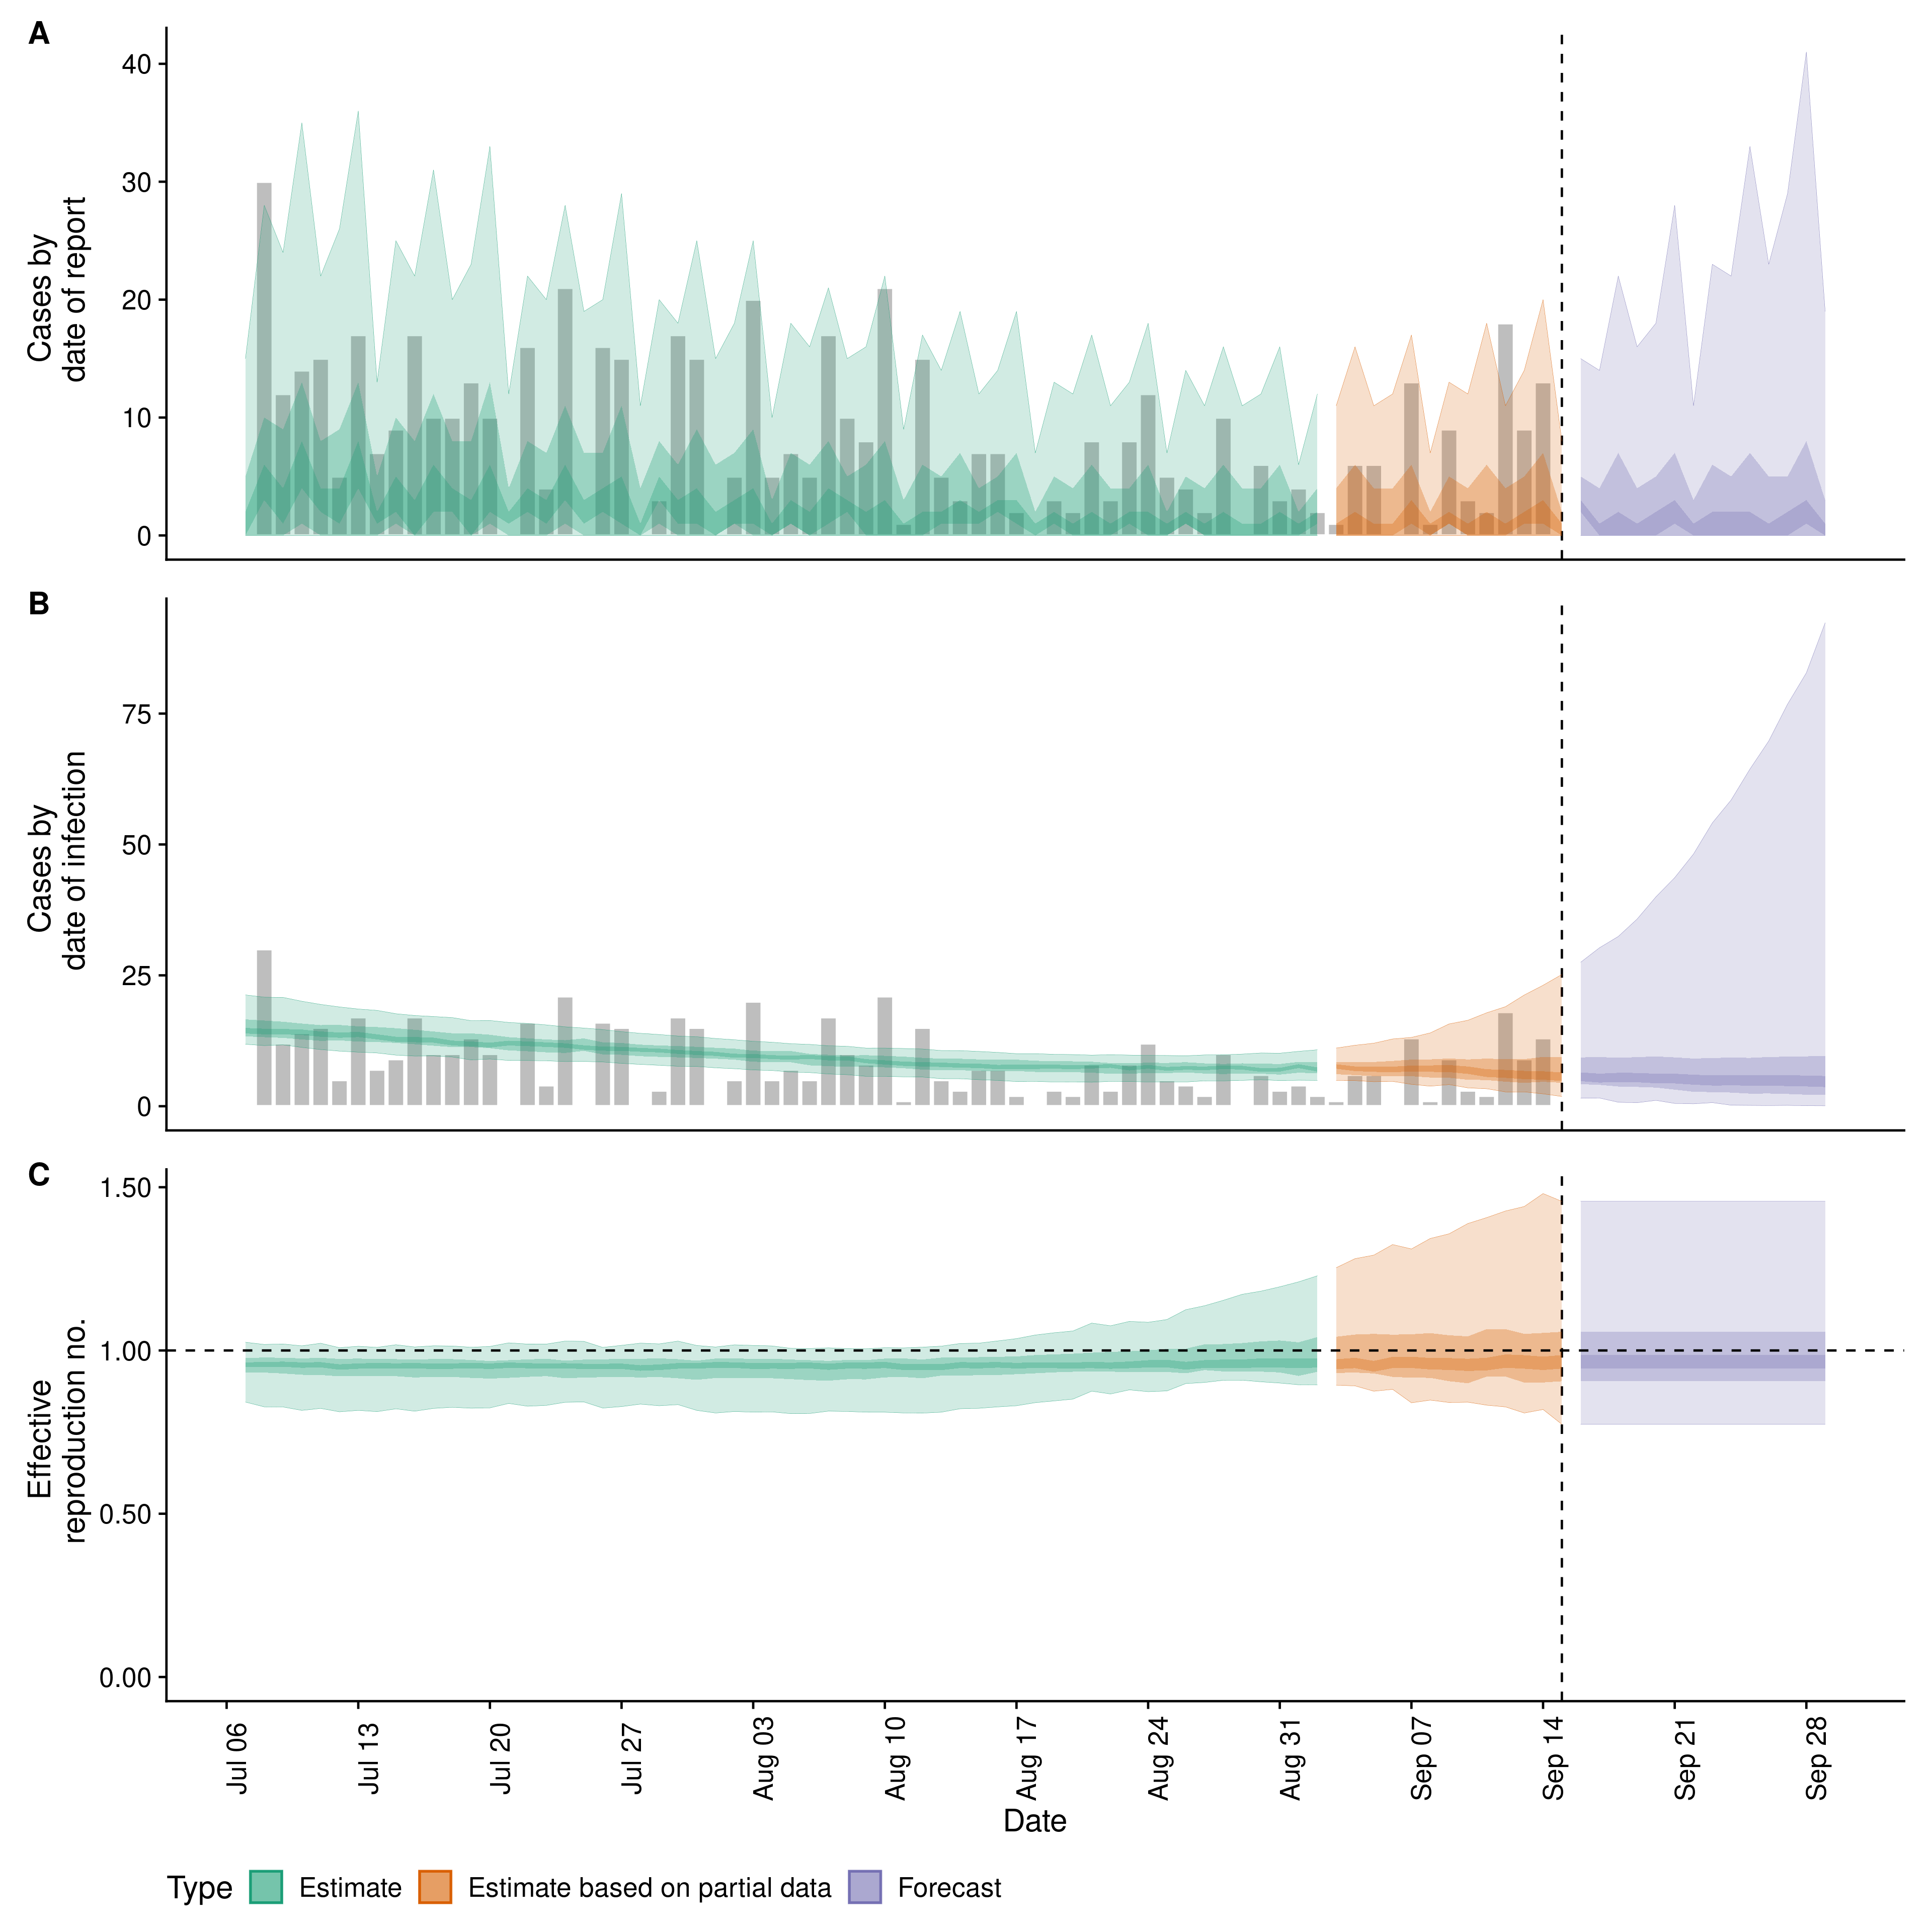 A
40
30
20
10
0
Cases by
date of report
B
75
50
25
0
Cases by
date of infection
C
1.50
1.00
0.50
0.00
Effective
reproduction no.
Jul 06
Jul 13
Jul 20
Jul 27
Aug 03
Aug 10
Aug 17
Aug 24
Aug 31
Sep 07
Sep 14
Sep 21
Sep 28
Date
Type Estimate Estimate based on partial data Forecast